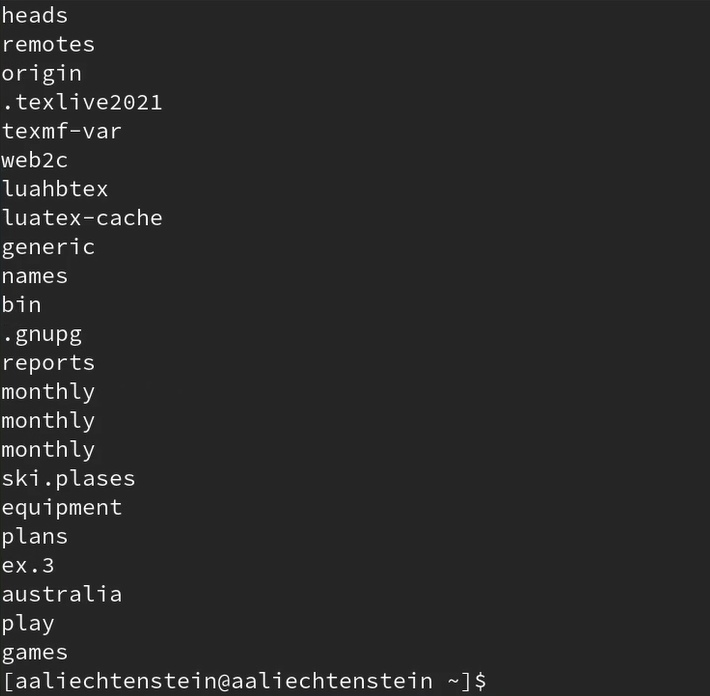 heads
remotes
origin
.texlive2021
texmf-var
web2c
luahbtex
luatex-cache
generic
names
bin
.gnupg
reports
monthly
monthly
monthly
ski.plases
equipment
plans
ex.3
australia
play
games
[aaliechtenstein@aaliechtenstein ~]$